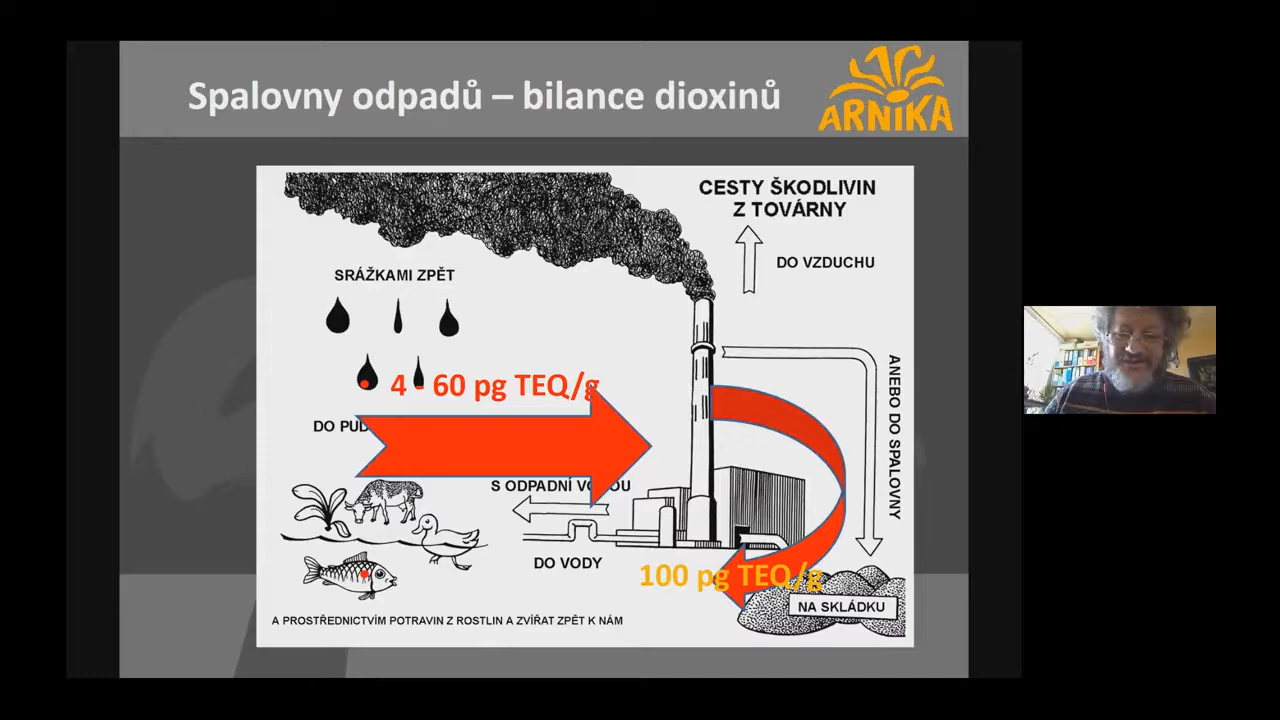 Spalovny odpadů – bilance dioxinů
ARNIKA
CESTY ŠKODLIVIN
Z TOVÁRNY
DO VZDUCHU
SRÁŽKAMI ZPĚT
4 - 60 pg TEQ/g
ANEBO DO SPALOVNY
DO
S ODPADNÍ
DO VODY
100 pg TEQ/g
NA SKLÁDKU
A PROSTŘEDNICTVÍM POTRAVIN Z ROSTLIN A ZVÍŘAT ZPĚT K NÁM